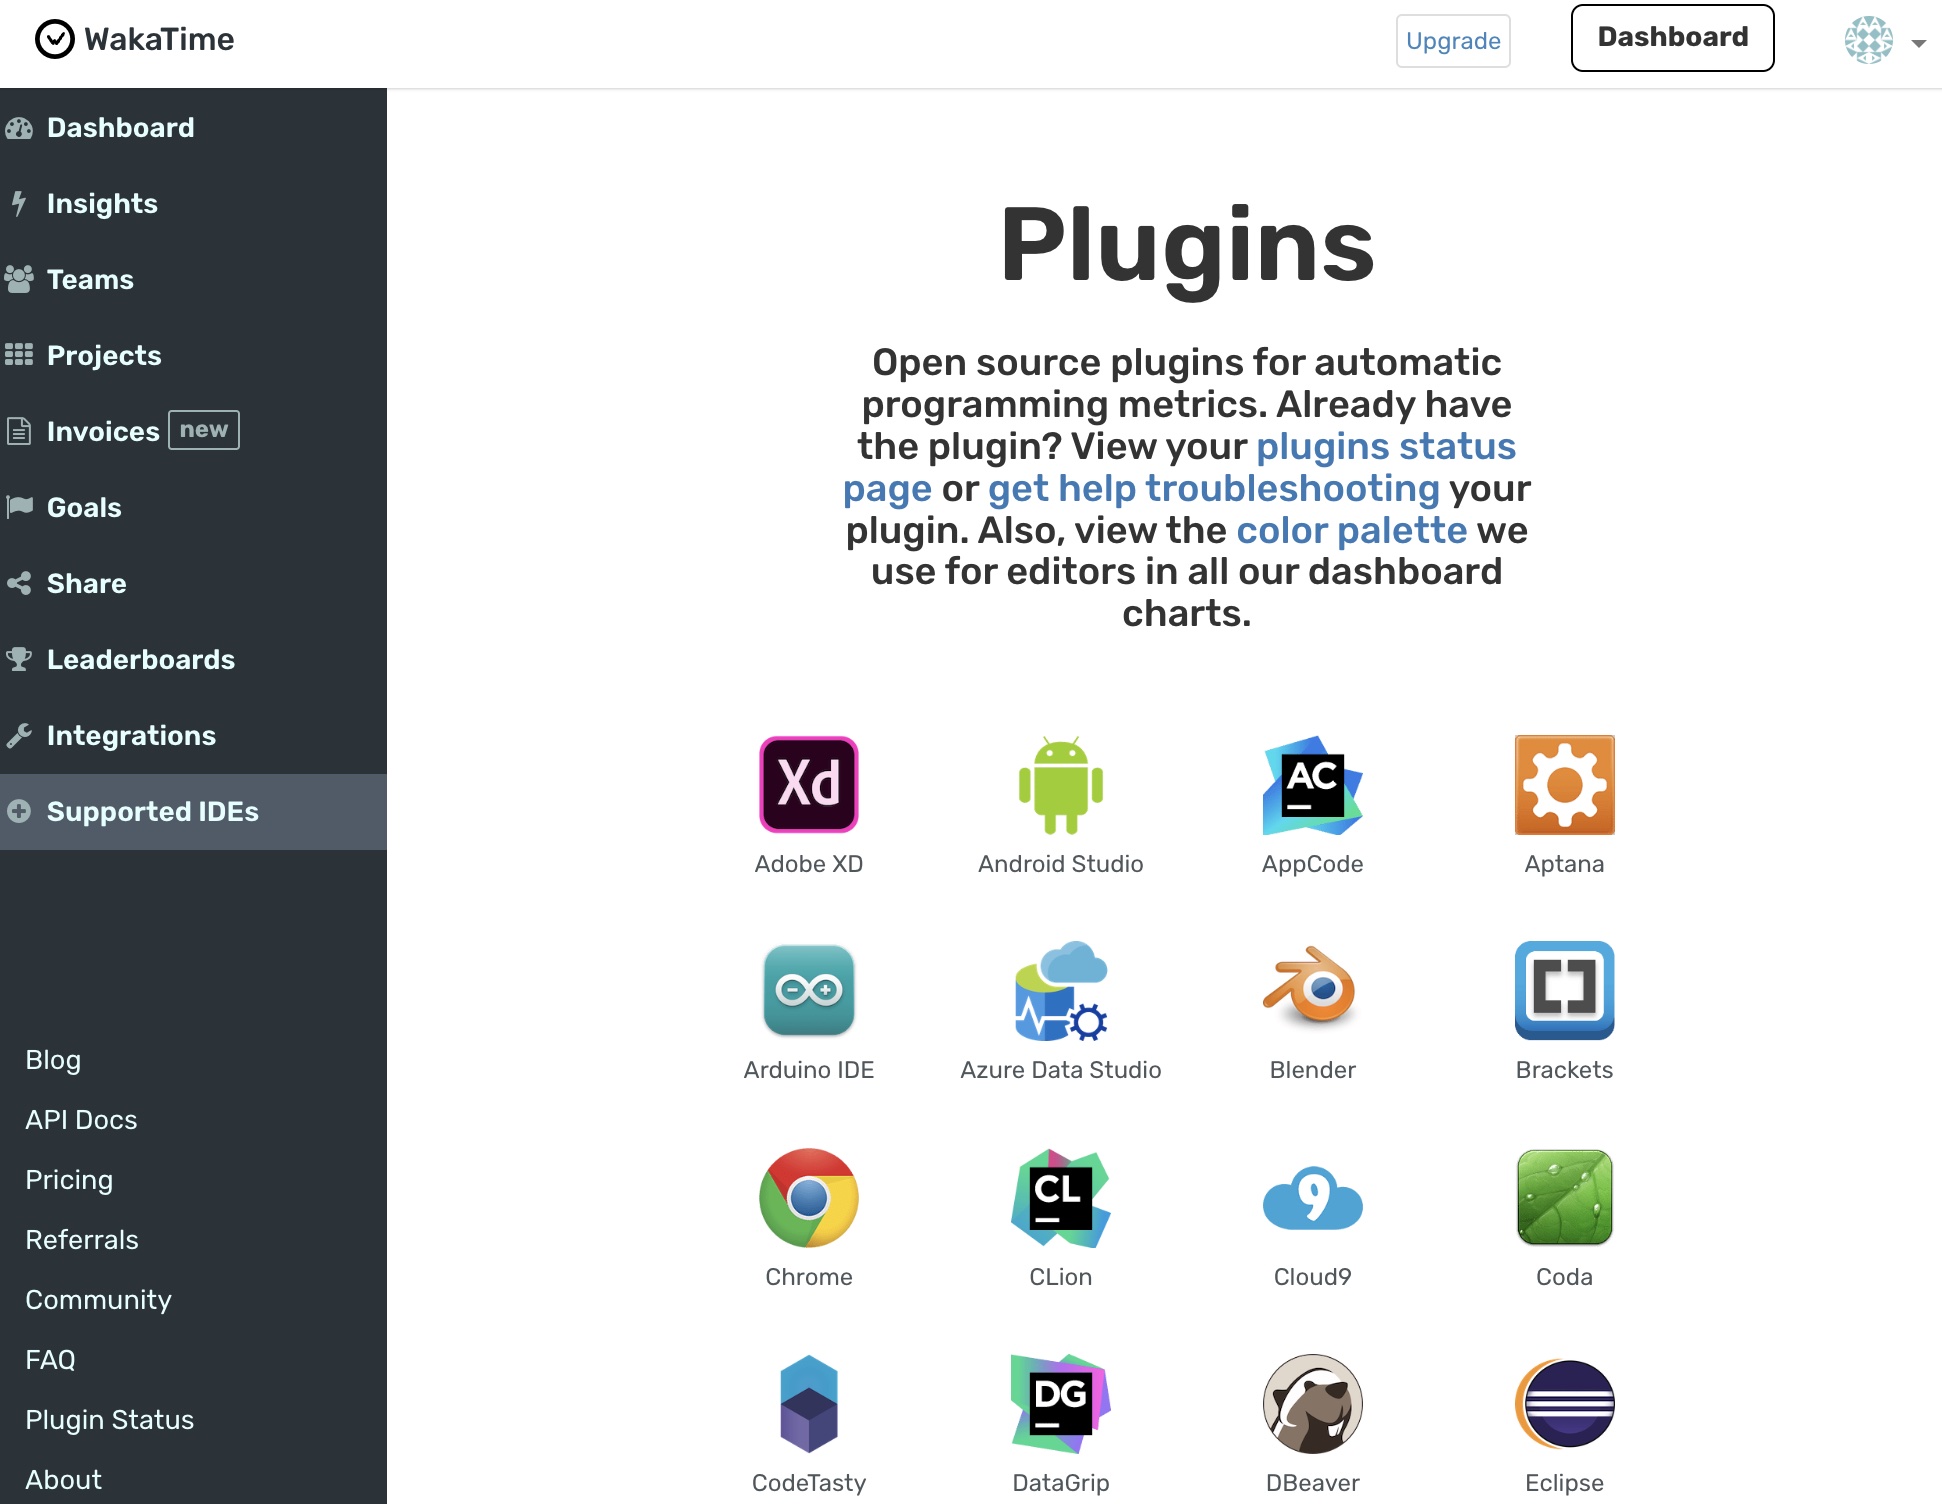 WakaTime
Upgrade
Dashboard
Dashboard
Insights
Teams
Projects
Invoices new
Goals
Share
Leaderboards
Integrations
Supported IDEs
Blog
API Docs
Pricing
Referrals
Community
FAQ
Plugin Status
About
Plugins
Open source plugins for automatic
programming metrics. Already have
the plugin? View your plugins status
page or get help troubleshooting your
plugin. Also, view the color palette we
use for editors in all our dashboard
charts.
Xd
AC
Adobe XD
Android Studio
AppCode
Aptana
Arduino IDE
Azure Data Studio
Blender
Brackets
CL
9
Chrome
CLion
Cloud9
Coda
DG
CodeTasty
DataGrip
DBeaver
Eclipse